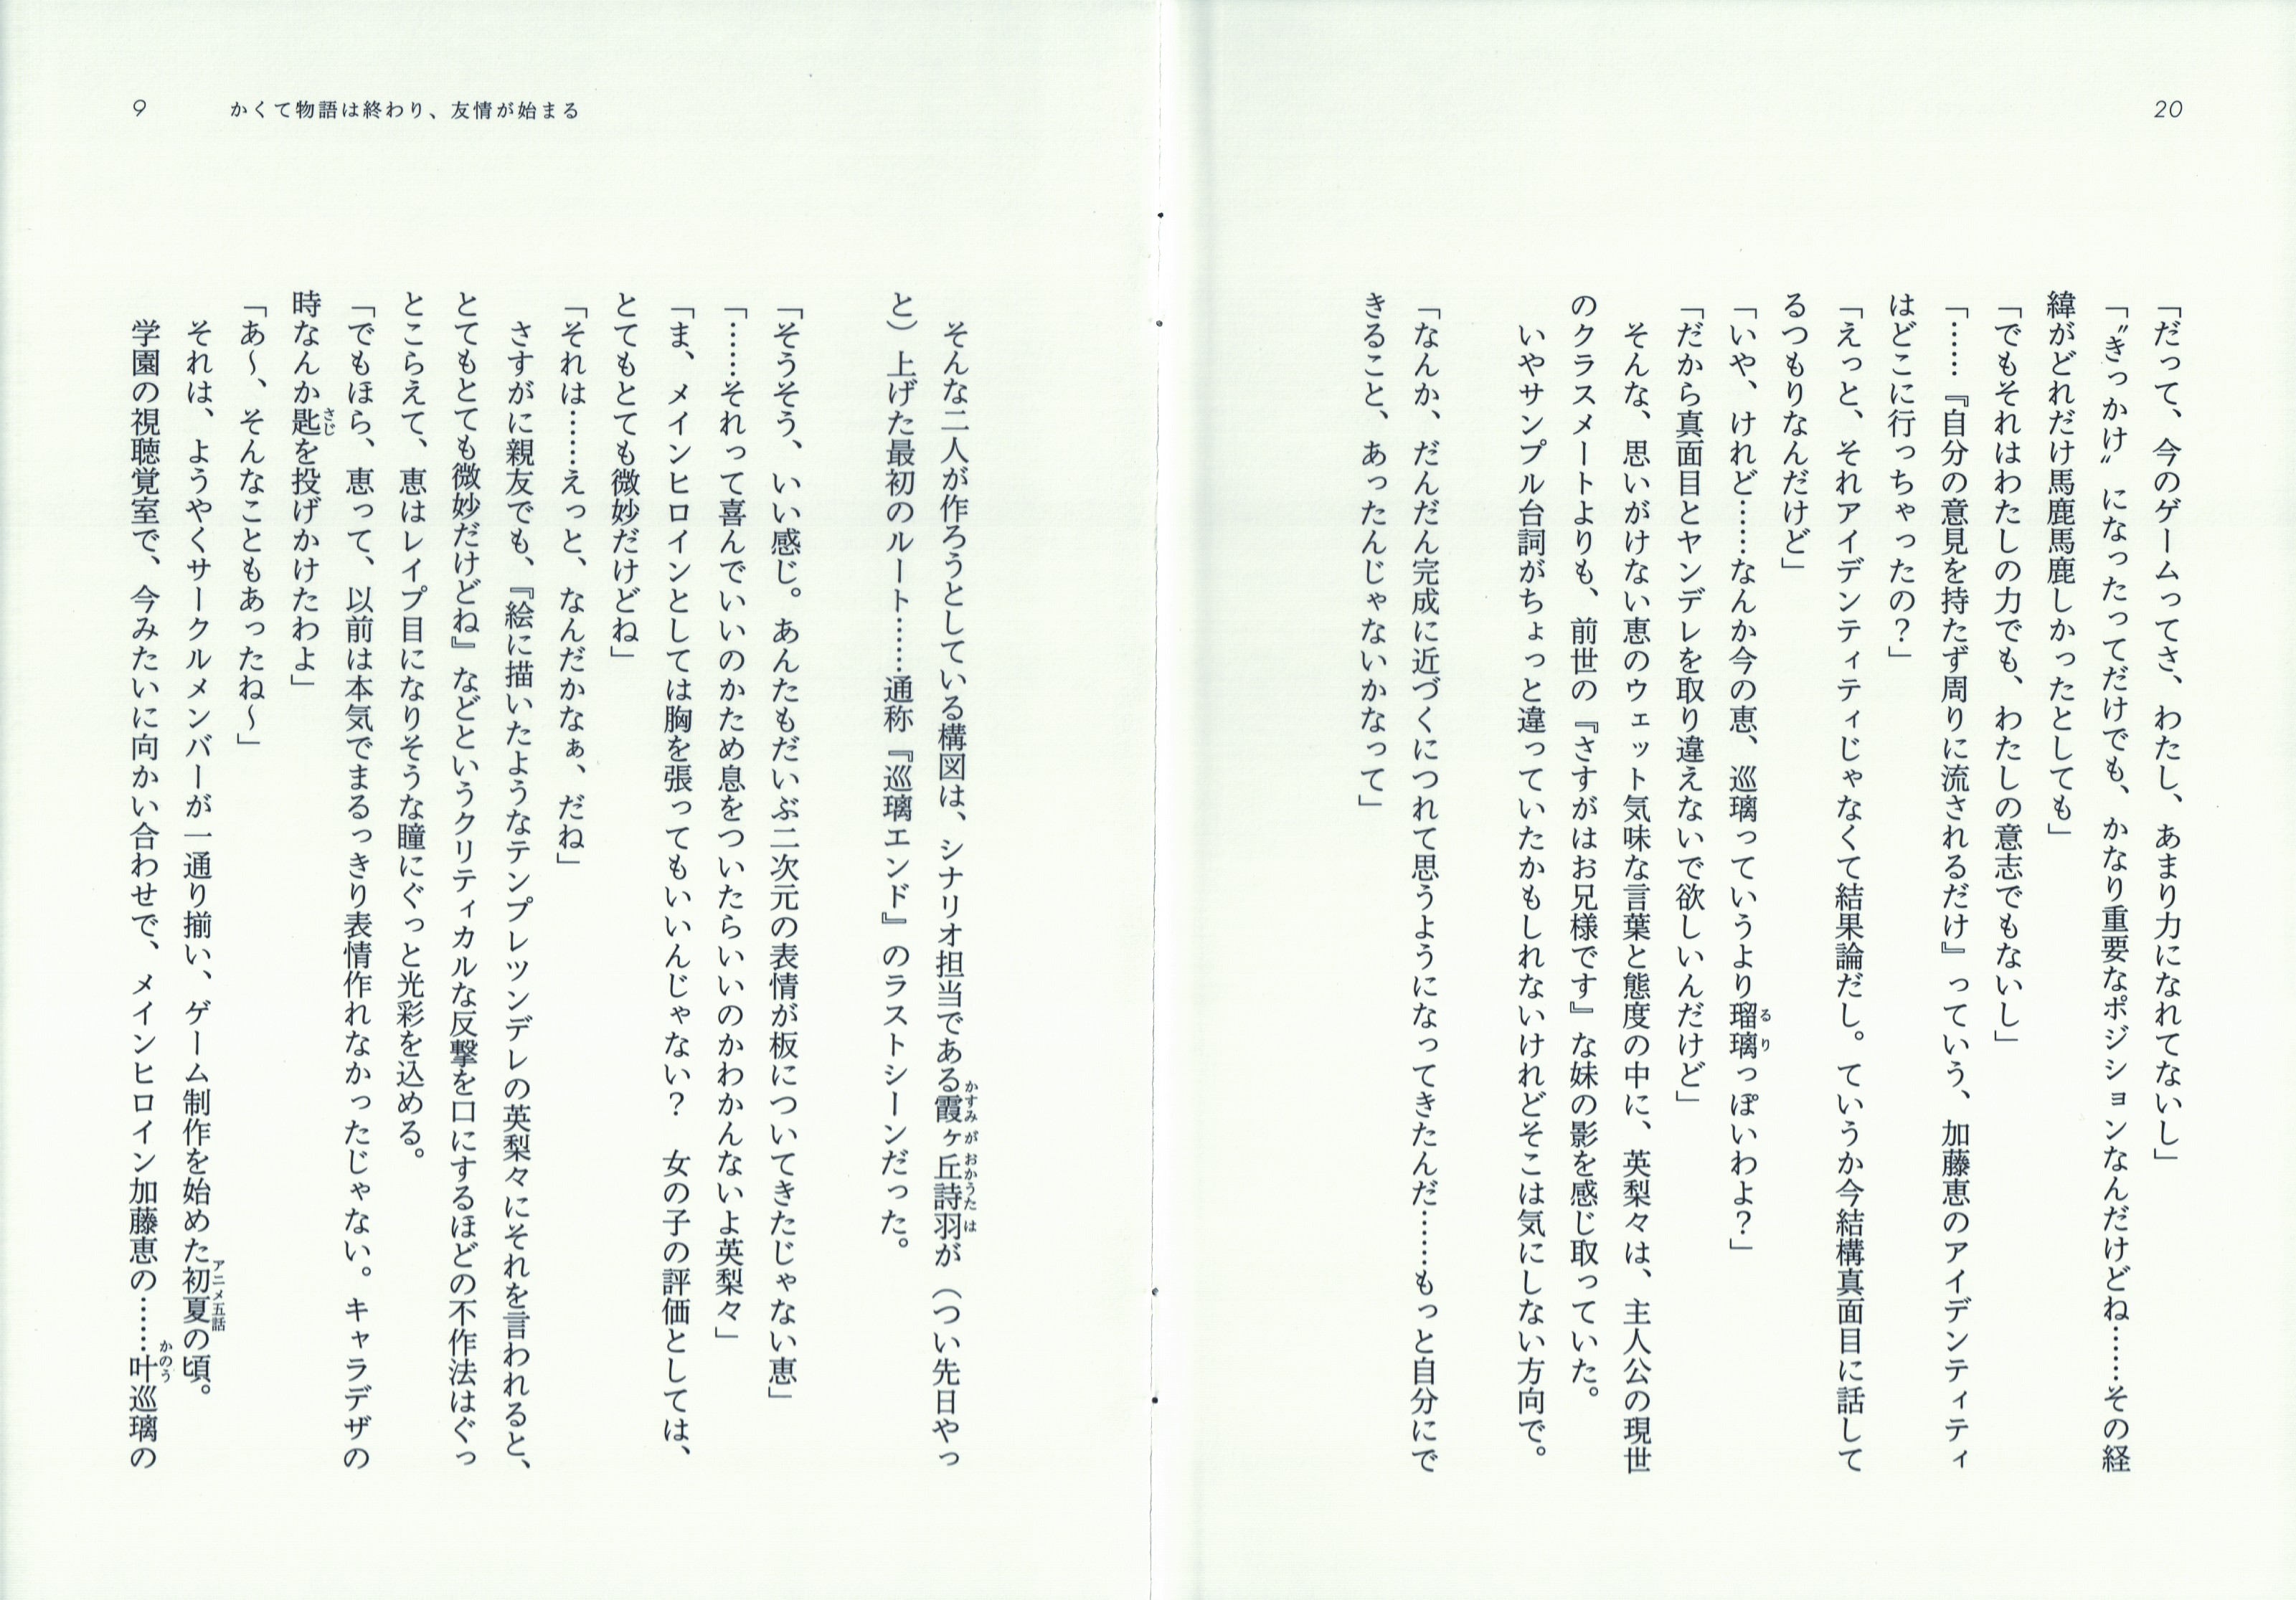 20
「だって、今のゲームってさ、わたし、あまり力になれてないし」
「〝きっかけ〟になったってだけでも、かなり重要なポジションなんだけどね……その経
緯がどれだけ馬鹿馬鹿しかったとしても」
「でもそれはわたしの力でも、わたしの意志でもないし」
「……『自分の意見を持たず周りに流されるだけ』っていう、加藤恵のアイデンティティ
はどこに行っちゃったの？」
「えっと、それアイデンティティじゃなくて結果論だし。ていうか今結構真面目に話して
るつもりなんだけど」
「いや、けれど……なんか今の恵、巡璃っていうより瑠璃っぽいわよ？」
るり
「だから真面目とヤンデレを取り違えないで欲しいんだけど」
そんな、思いがけない恵のウェット気味な言葉と態度の中に、英梨々は、主人公の現世
のクラスメートよりも、前世の『さすがはお兄様です』な妹の影を感じ取っていた。
いやサンプル台詞がちょっと違っていたかもしれないけれどそこは気にしない方向で。
「なんか、だんだん完成に近づくにつれて思うようになってきたんだ……もっと自分にで
きること、あったんじゃないかなって」
9
かくて物語は終わり、友情が始まる
そんな二人が作ろうとしている構図は、シナリオ担当である霞ヶ丘詩羽が（つい先日やっ
かすみがおかうたは
と）上げた最初のルート……通称『巡璃エンド』のラストシーンだった。
「そうそう、いい感じ。あんたもだいぶ二次元の表情が板についてきたじゃない恵」
「……それって喜んでいいのかため息をついたらいいのかわかんないよ英梨々」
「ま、メインヒロインとしては胸を張ってもいいんじゃない？　女の子の評価としては、
とてもとても微妙だけどね」
「それは……えっと、なんだかなぁ、だね」
さすがに親友でも、『絵に描いたようなテンプレツンデレの英梨々にそれを言われると、
とてもとても微妙だけどね』などというクリティカルな反撃を口にするほどの不作法はぐっ
とこらえて、恵はレイプ目になりそうな瞳にぐっと光彩を込める。
「でもほら、恵って、以前は本気でまるっきり表情作れなかったじゃない。キャラデザの
時なんか匙を投げかけたわよ」
さじ
「あ〜、そんなこともあったね〜」
それは、ようやくサークルメンバーが一通り揃い、ゲーム制作を始めた初夏の頃。
アニメ五話
学園の視聴覚室で、今みたいに向かい合わせで、メインヒロイン加藤恵の……叶巡璃の
かのう